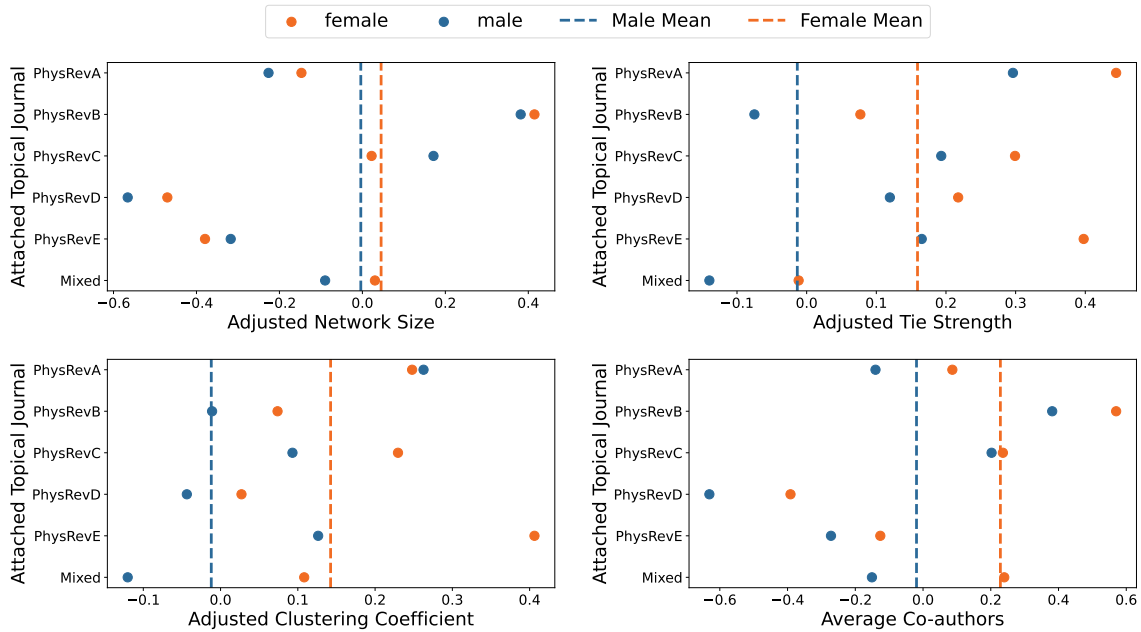 female male Male Mean Female Mean
Attached Topical Journal
PhysRevA
PhysRevB
PhysRevC
PhysRevD
PhysRevE
Mixed
−0.6 −0.4 −0.2 0.0 0.2 0.4
Adjusted Network Size
Attached Topical Journal
PhysRevA
PhysRevB
PhysRevC
PhysRevD
PhysRevE
Mixed
−0.1 0.0 0.1 0.2 0.3 0.4
Adjusted Tie Strength
Attached Topical Journal
PhysRevA
PhysRevB
PhysRevC
PhysRevD
PhysRevE
Mixed
−0.1 0.0 0.1 0.2 0.3 0.4
Adjusted Clustering Coefficient
Attached Topical Journal
PhysRevA
PhysRevB
PhysRevC
PhysRevD
PhysRevE
Mixed
−0.6 −0.4 −0.2 0.0 0.2 0.4 0.6
Average Co-authors